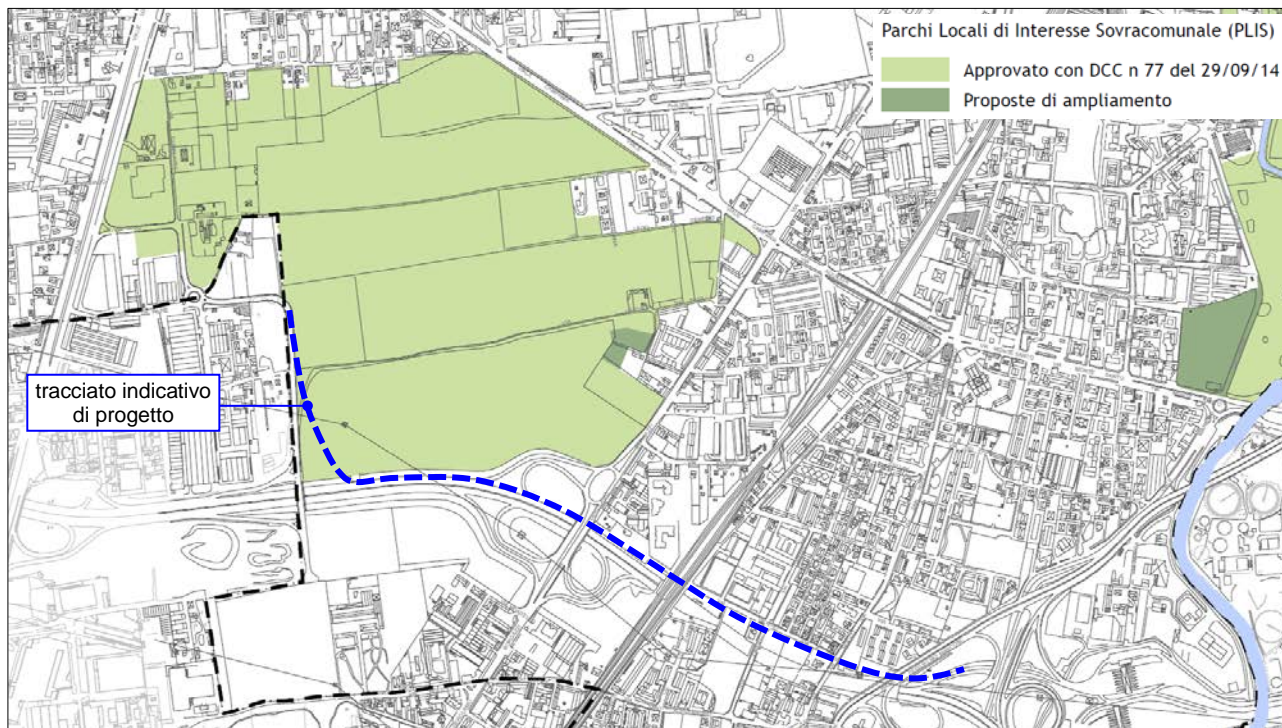 Parchi Locali di Interesse Sovracomunale (PLIS)
Approvato con DCC n 77 del 29/09/14
Proposte di ampliamento
tracciato indicativo
di progetto